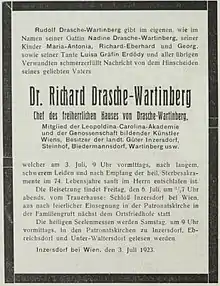 Rudolf Drasche-Wartinberg gibt im eigenen, wie im
Namen seiner Gattin Nadine Drasche-Wartinberg, seiner
Kinder Maria-Antonia, Richard-Eberhard und Georg,
sowie seiner Tante Luisa Gräfin Erdödy und aller übrigen
Verwandten schmerzerfüllt Nachricht von dem Hinscheiden
seines geliebten Vaters
Dr. Richard Drasche-Wartinberg
Chef des freiherrlichen Hauses von Drasche-Wartinberg.
Mitglied der Leopoldina-Carolina-Akademie
und der Genossenschaft bildender Künstler
Wiens, Besitzer der landt. Güter Inzersdorf,
Steinhof, Biedermannsdorf, Wartinberg usw.
welcher am 3. Juli, 9 Uhr vormittags, nach langem,
schwerem Leiden und nach Empfang der heil. Sterbesakra-
mente im 74. Lebensjahre sanft im Herrn entschlafen ist.
Die Beisetzung findet Freitag, den 6. Juli, um 1/27 Uhr
abends, vom Trauerhause: Schloß Inzersdorf bei Wien,
aus nach feierlicher Einsegnung in der Patronatskirche in
der Familiengruft nächst dem Ortsfriedhofe statt
Die heiligen Seelenmessen werden Samstag, um 9 Uhr
vormittags, in den Patronatskirchen zu Inzersdorf, Eb-
reichsdorf und Unter-Waltersdorf gelesen werden
Inzersdorf bei Wien, den 3. Juli 1923.